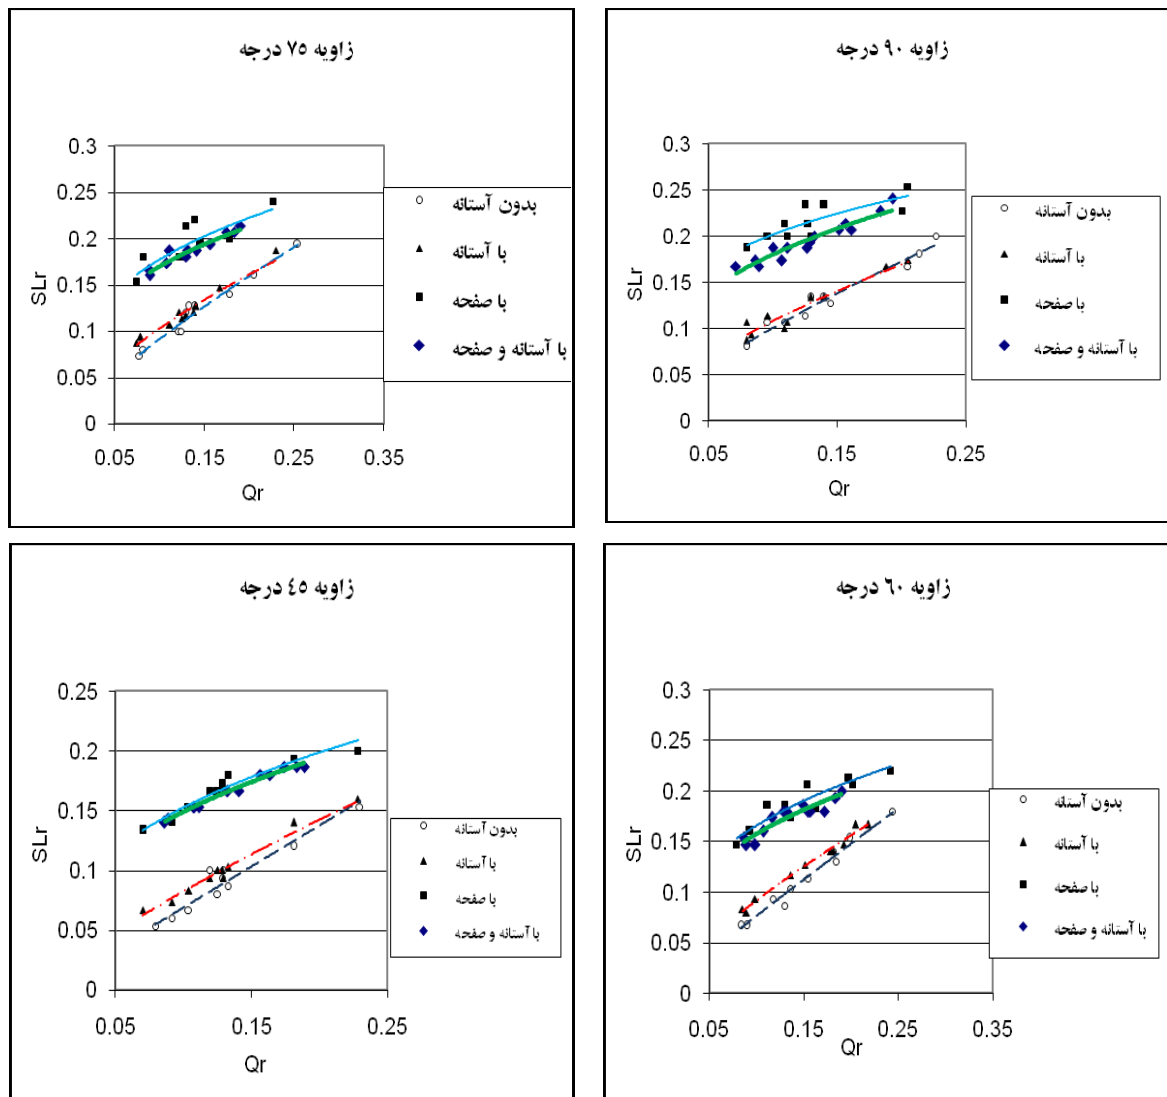 زاویه ۷۵ درجه
0.3
0.25
0.2
0.15
0.1
0.05
0
SLr
0.05 0.15 0.25 0.35
Qr
بدون آستانه
با آستانه
با صفحه
با آستانه و صفحه
زاویه ۹۰ درجه
0.3
0.25
0.2
0.15
0.1
0.05
0
SLr
0.05 0.15 0.25
Qr
بدون آستانه
با آستانه
با صفحه
با آستانه و صفحه
زاویه ٤٥ درجه
0.25
0.2
0.15
0.1
0.05
0
SLr
0.05 0.15 0.25
Qr
بدون آستانه
با آستانه
با صفحه
با آستانه و صفحه
زاویه ٦٠ درجه
0.3
0.25
0.2
0.15
0.1
0.05
0
SLr
0.05 0.15 0.25 0.35
Qr
بدون آستانه
با آستانه
با صفحه
با آستانه و صفحه